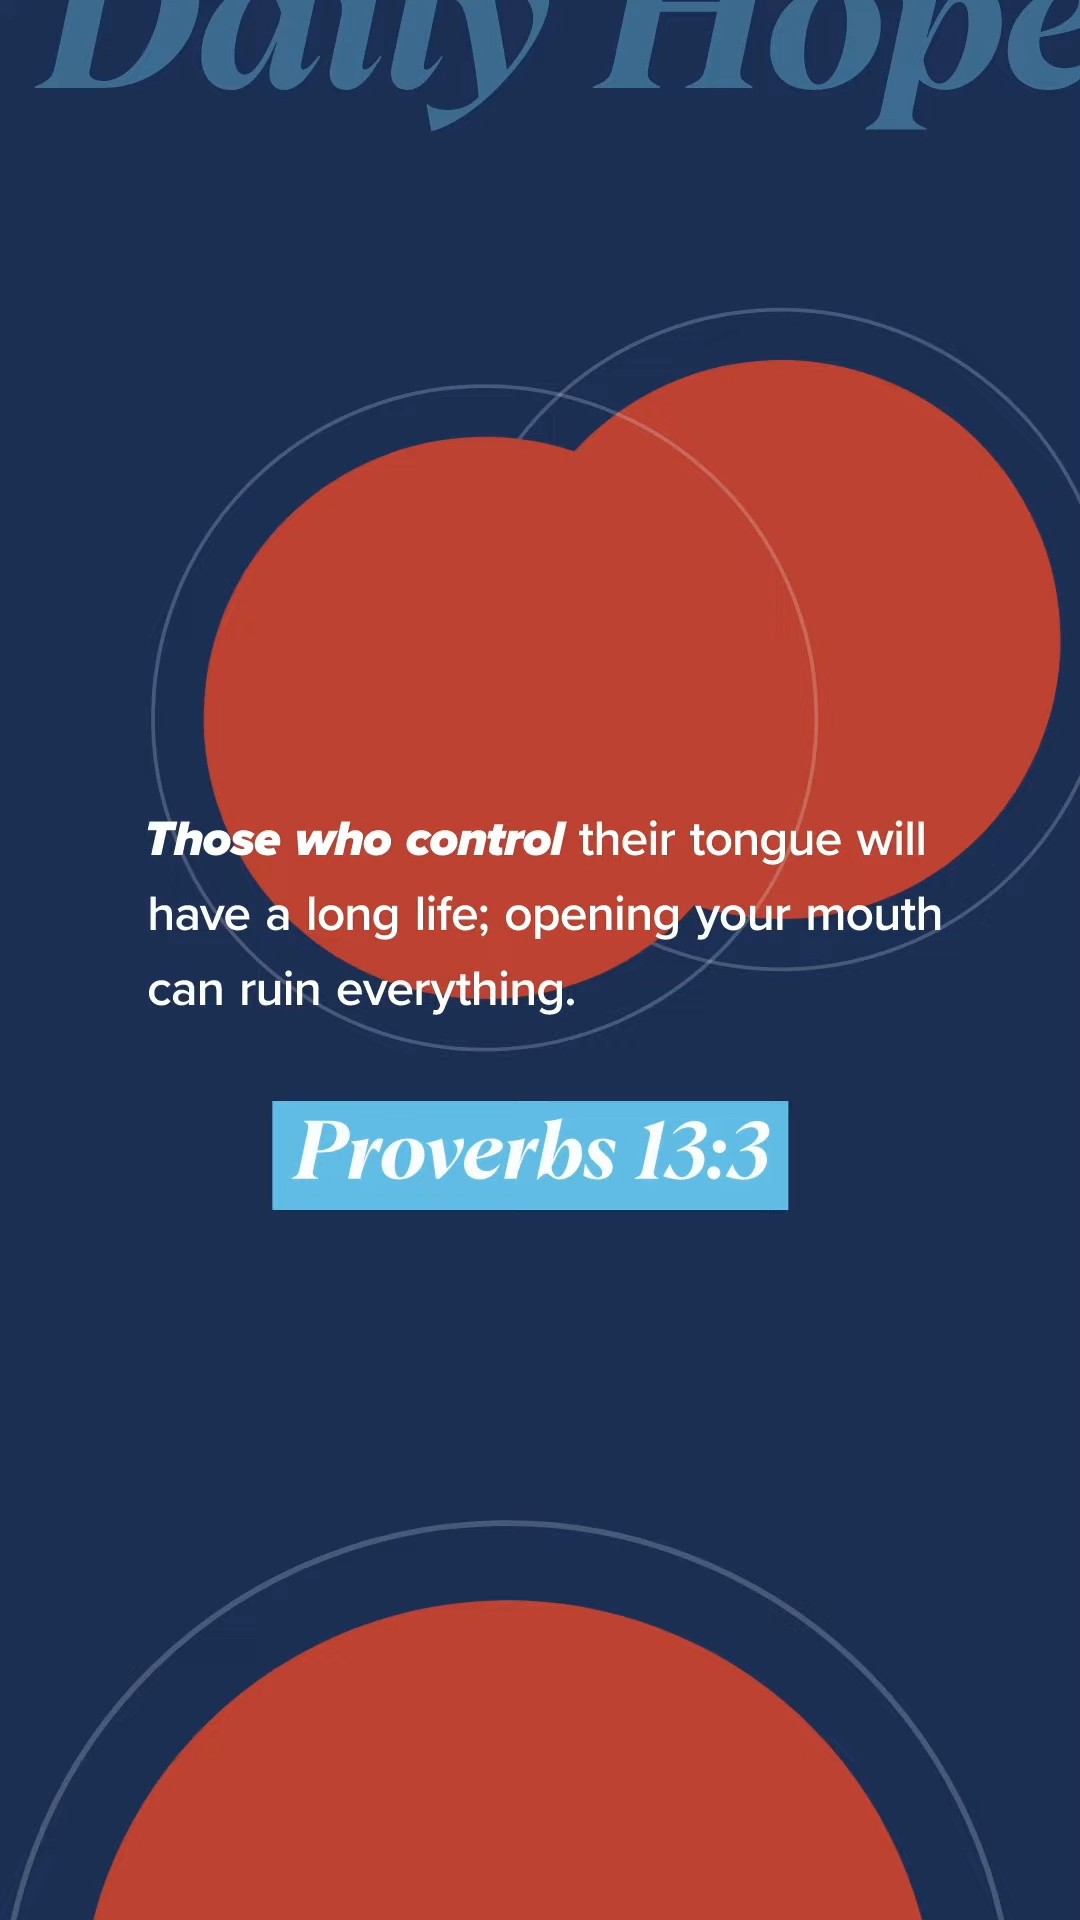 Daily Hope
Those who control their tongue will
have a long life; opening your mouth
can ruin everything.
Proverbs 13:3